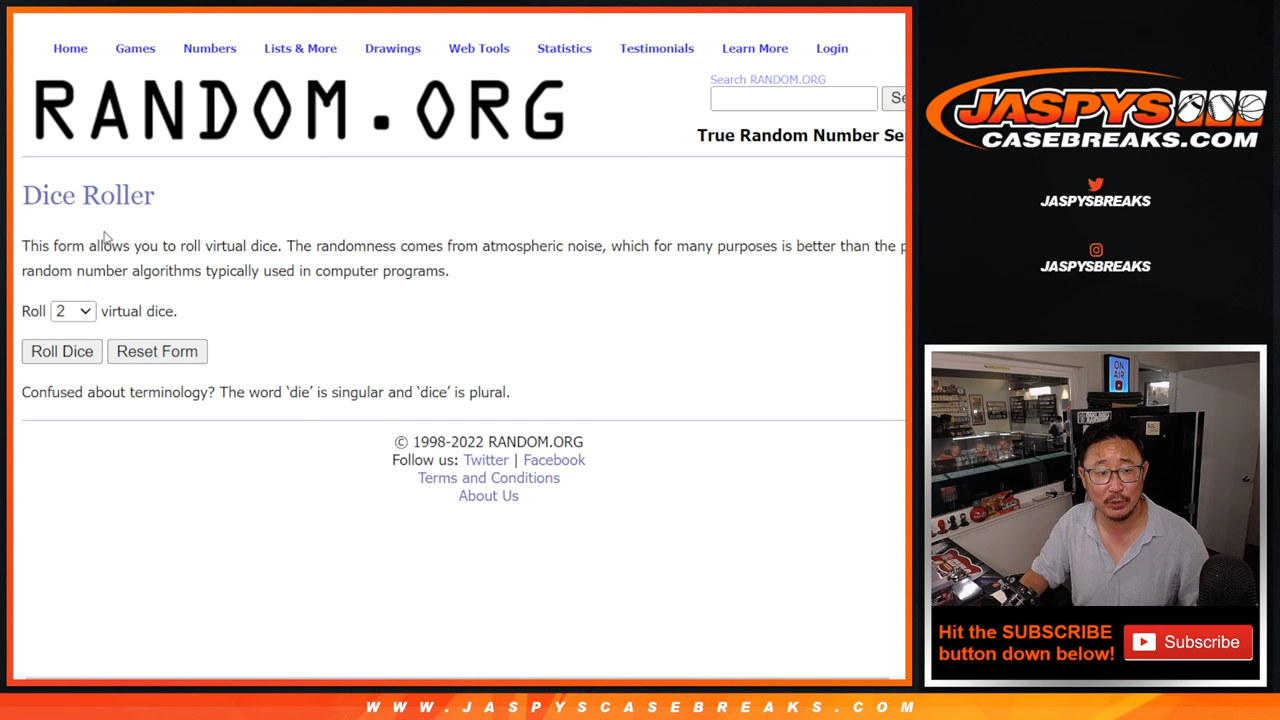 Home Games Numbers Lists & More Drawings Web Tools Statistics Testimonials Learn More Login
RANDOM.ORG
Search RANDOM.ORG
Se
True Random Number Se
Dice Roller
This form allows you to roll virtual dice. The randomness comes from atmospheric noise, which for many purposes is better than the p
random number algorithms typically used in computer programs.
Roll 2 virtual dice.
Roll Dice Reset Form
Confused about terminology? The word ‘die’ is singular and ‘dice’ is plural.
© 1998-2022 RANDOM.ORG
Follow us: Twitter | Facebook
Terms and Conditions
About Us
JASPYS
CASEBREAKS.COM
JASPYSBREAKS
JASPYSBREAKS
ON
AIR
Hit the SUBSCRIBE
button down below!
Subscribe
WWW.JASPYSCASEBREAKS.COM